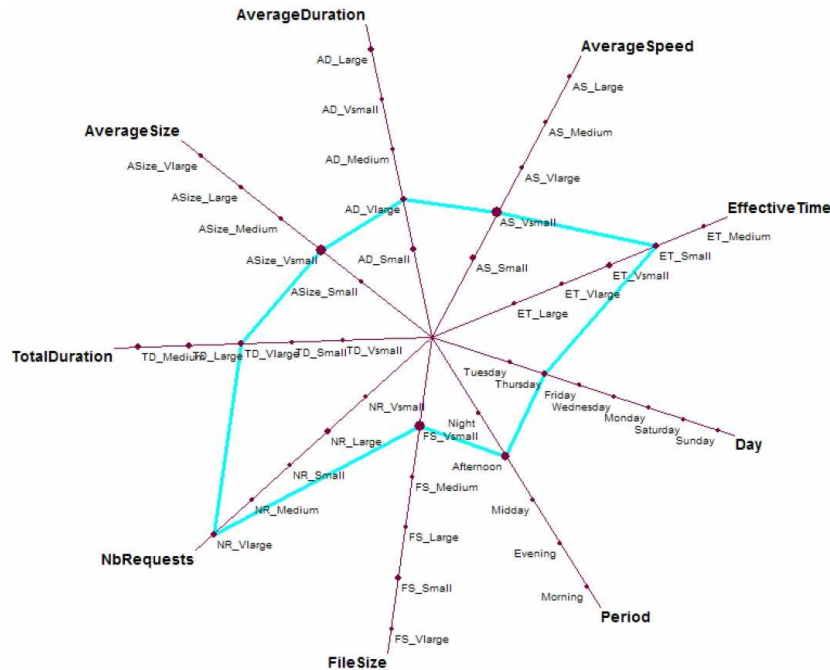 AverageDuration
AD_Large
AD_Vsmall
AD_Medium
AD_Vlarge
AD_Small
AverageSpeed
AS_Large
AS_Medium
AS_Vlarge
AS_Vsmall
AS_Small
AverageSize
ASize_Vlarge
ASize_Large
ASize_Medium
ASize_Vsmall
ASize_Small
EffectiveTime
ET_Medium
ET_Small
ET_Vsmall
ET_Vlarge
ET_Large
TotalDuration
TD_Medium
TD_Large
TD_Vlarge
TD_Small
TD_Vsmall
Tuesday
Thursday
Friday
Wednesday
Monday
Saturday
Sunday
Day
NR_Vsmall
NR_Large
NR_Small
NR_Medium
NR_Vlarge
NbRequests
FS_Vsmall
FS_Medium
FS_Large
FS_Small
FS_Vlarge
FileSize
Night
Afternoon
Midday
Evening
Morning
Period